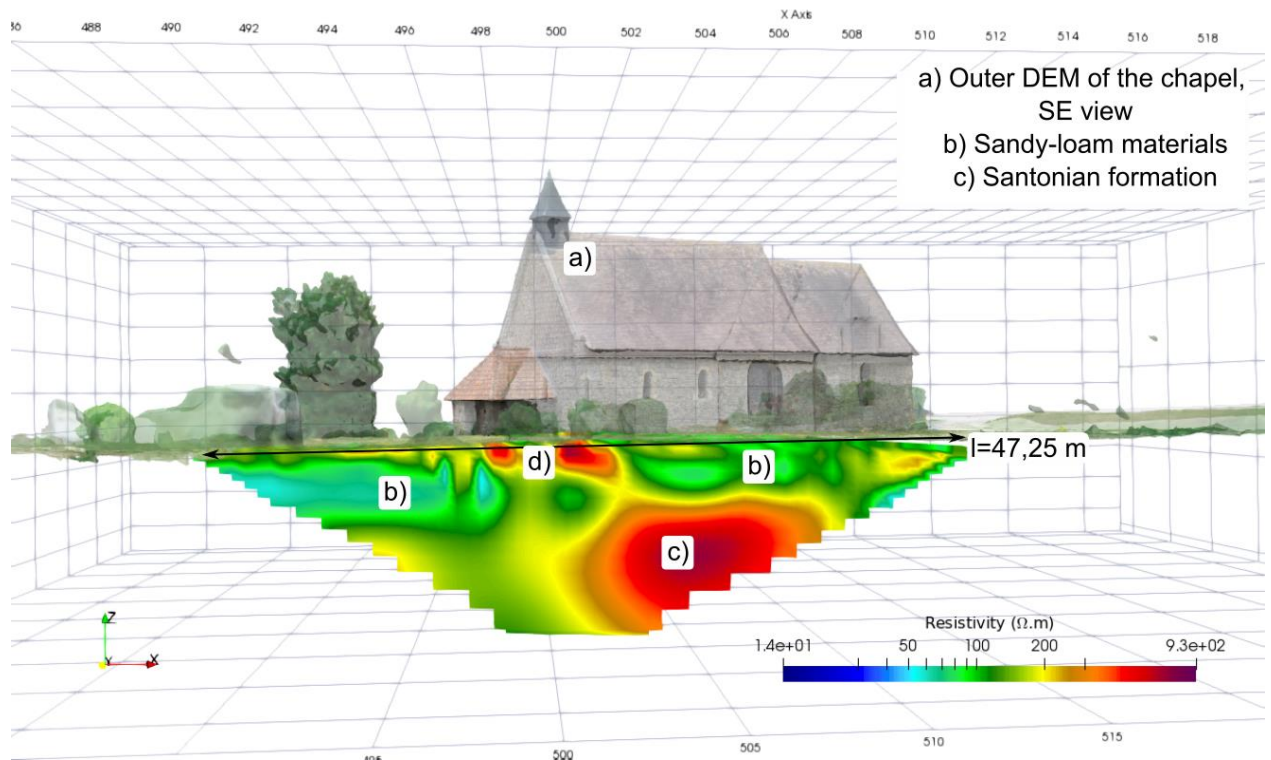 X Axis
86 488 490 492 494 496 498 500 502 504 506 508 510 512 514 516 518
a) Outer DEM of the chapel,
SE view
b) Sandy-loam materials
c) Santonian formation
a)
l=47,25 m
d)
b)
b)
c)
Resistivity (Ω.m)
1.4e+01 50 100 200 9.3e+02
Z
Y X
495 500 505 510 515